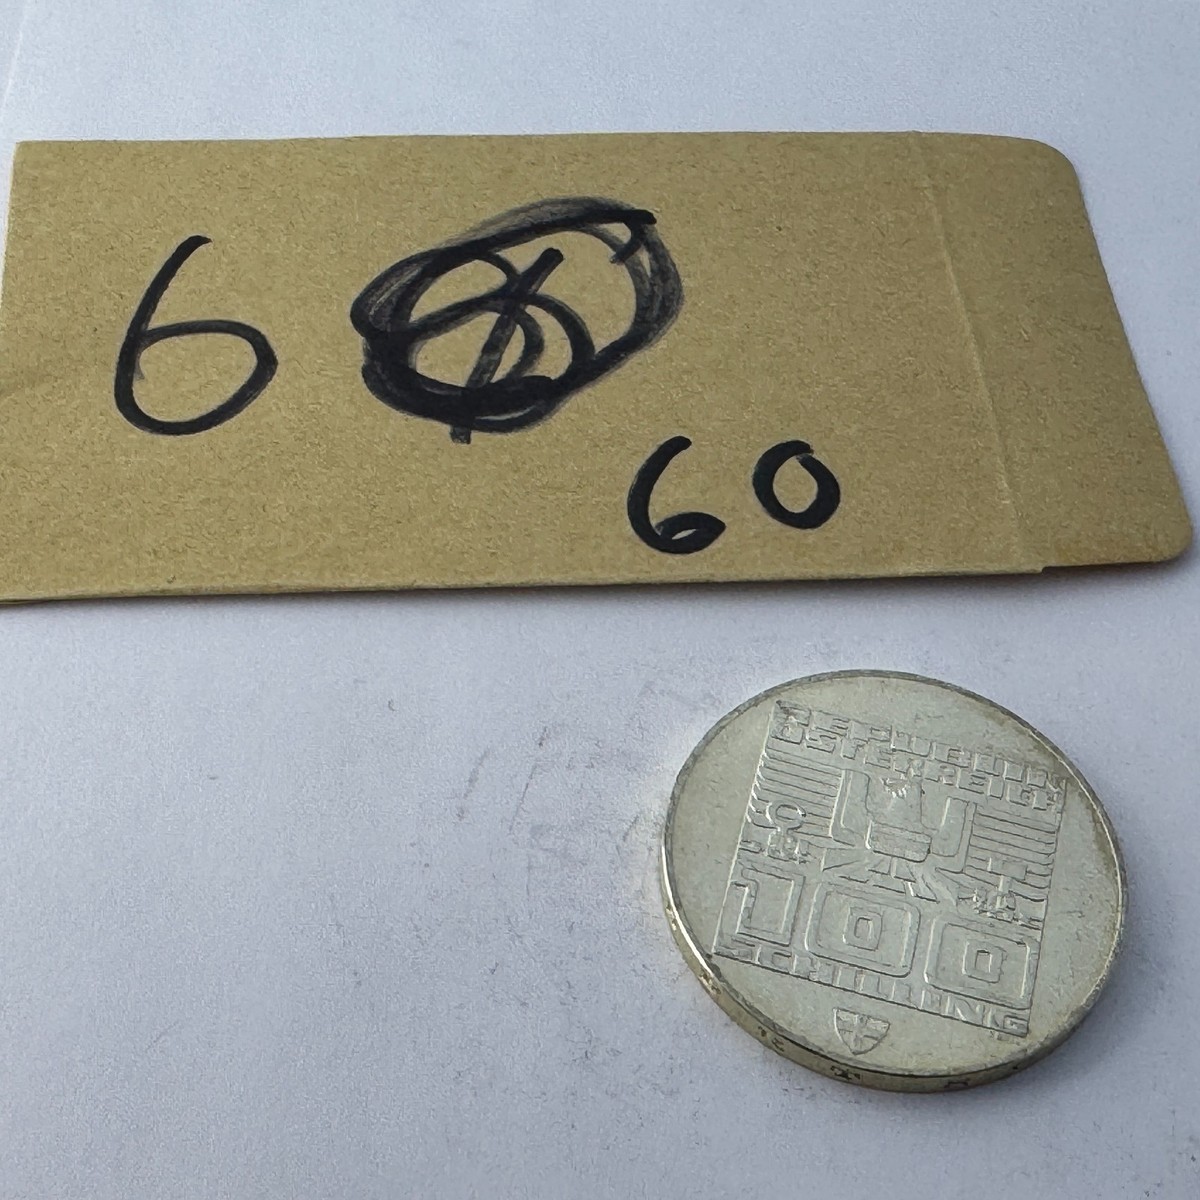 6
60
REPUBLIK
ÖSTERREICH
100
SCHILLING